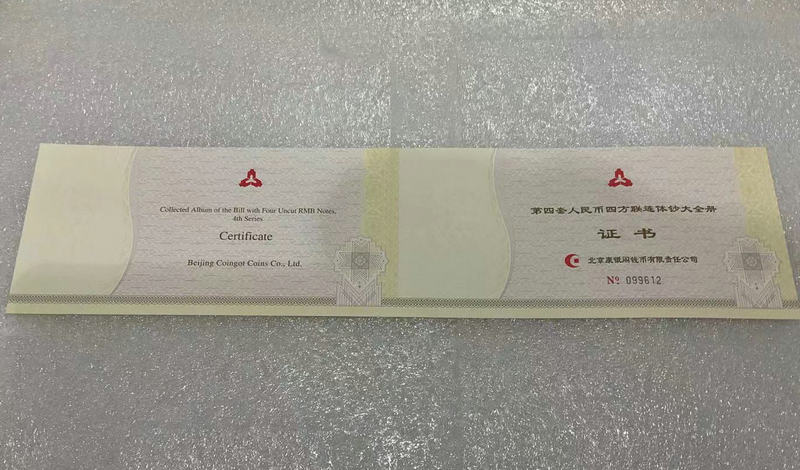 Collected Album of the Bill with Four Uncut RMB Notes,
4th Series
Certificate
Beijing Coingot Coins Co., Ltd.
第四套人民币四方联连体钞大全册
证书
北京康银阁钱币有限责任公司
№ 099612